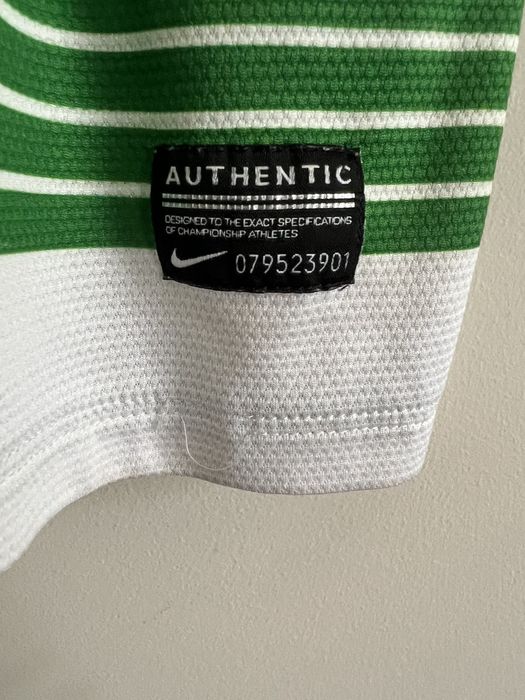 AUTHENTIC
DESIGNED TO THE EXACT SPECIFICATIONS
OF CHAMPIONSHIP ATHLETES
079523901